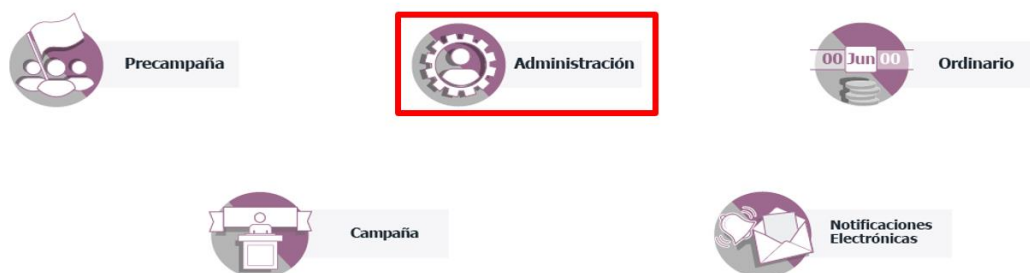 Precampaña
Administración
00 Jun 00
Ordinario
Campaña
Notificaciones
Electrónicas